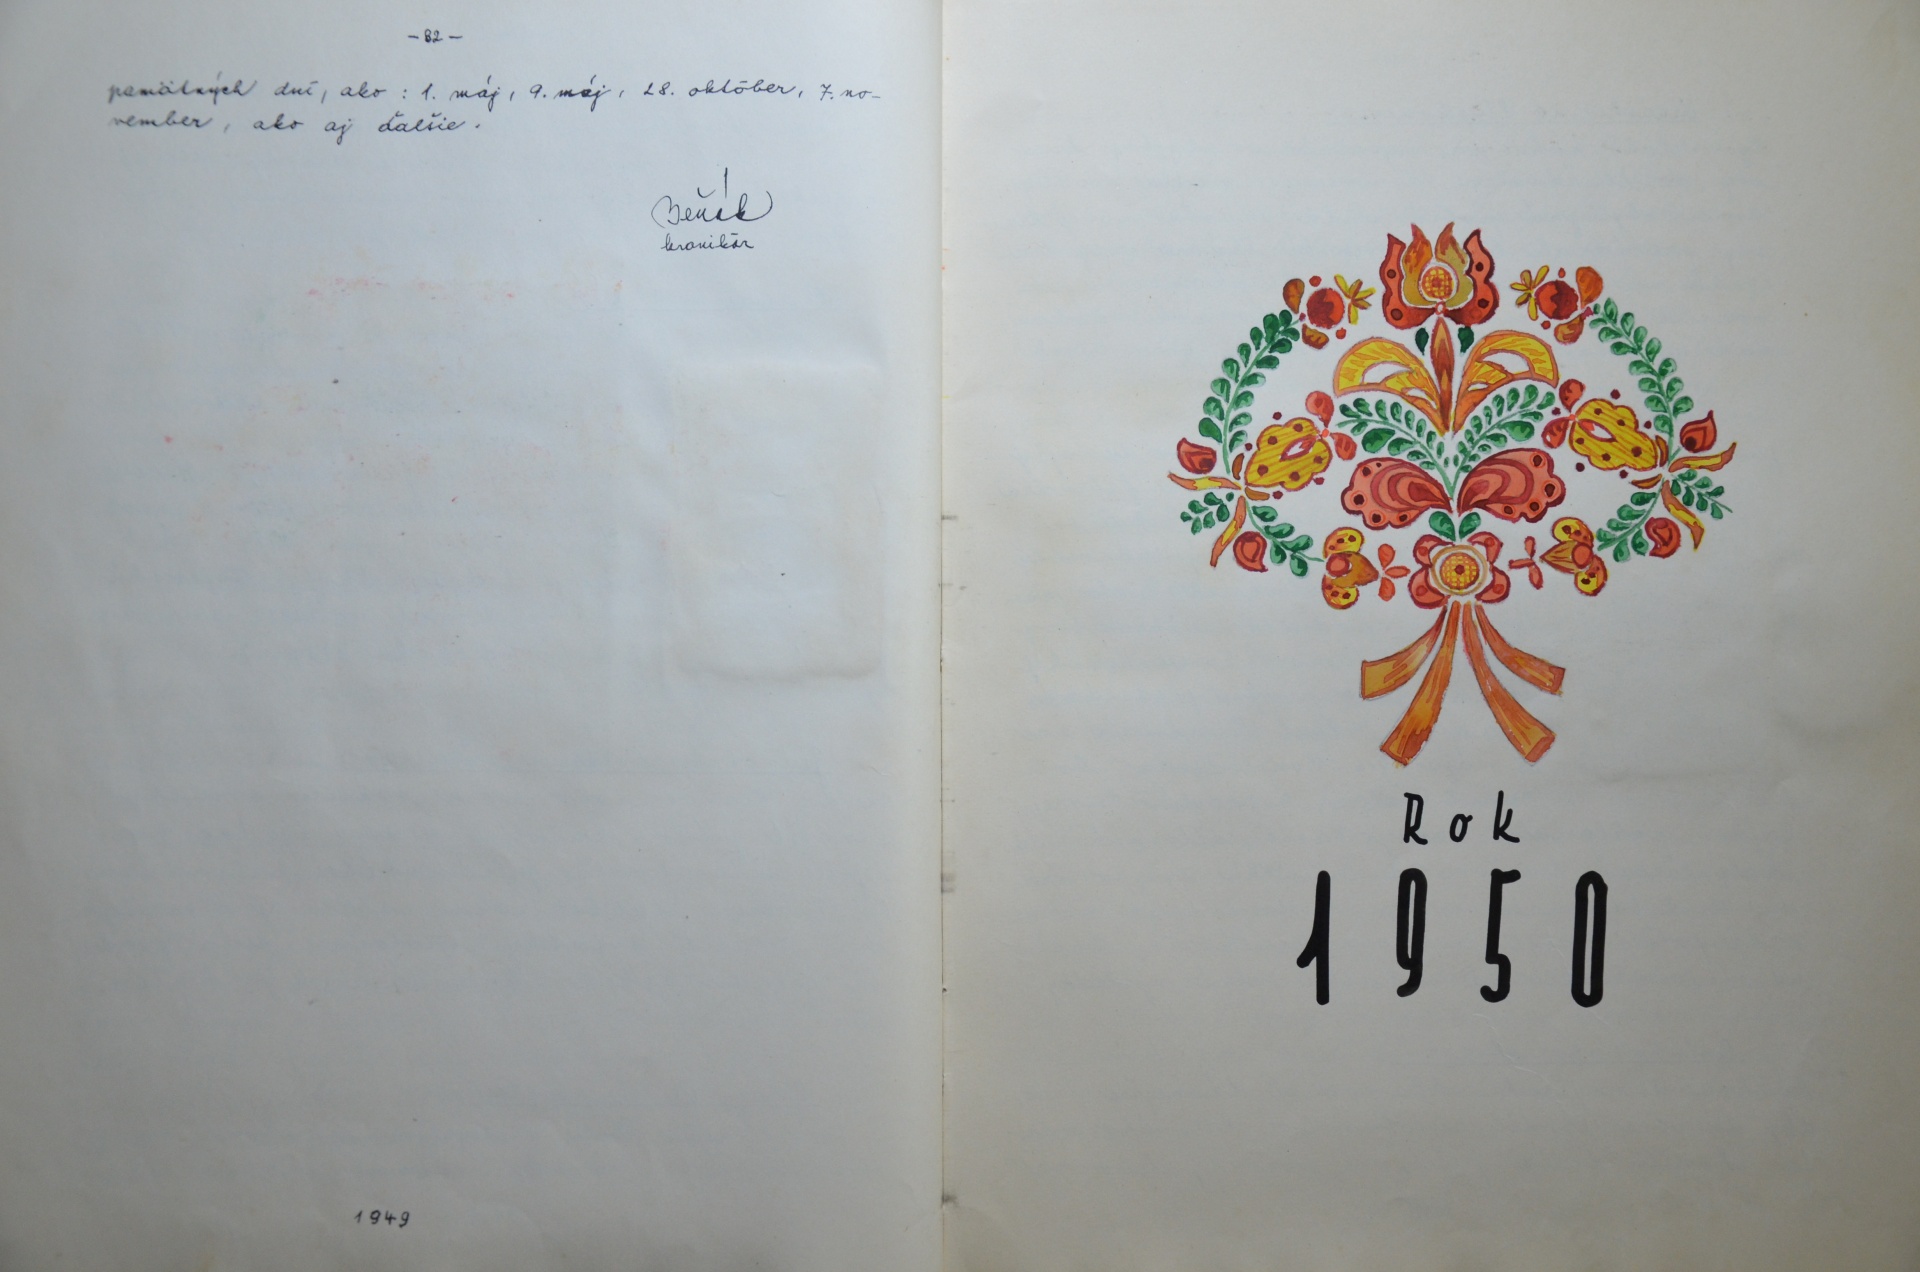 - 82 -
pamätných dní, ako: 1. máj, 9. máj, 28. október, 7. no-
vember, ako aj ďalšie.
Beňák
kronikár
1949
Rok
1950